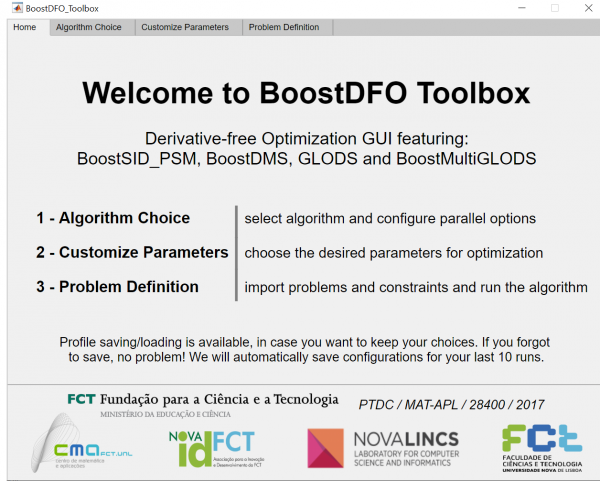 BoostDFO_Toolbox
Home Algorithm Choice Customize Parameters Problem Definition
Welcome to BoostDFO Toolbox
Derivative-free Optimization GUI featuring:
BoostSID_PSM, BoostDMS, GLODS and BoostMultiGLODS
1 - Algorithm Choice select algorithm and configure parallel options
2 - Customize Parameters choose the desired parameters for optimization
3 - Problem Definition import problems and constraints and run the algorithm
Profile saving/loading is available, in case you want to keep your choices. If you forgot
to save, no problem! We will automatically save configurations for your last 10 runs.
FCT Fundação para a Ciência e a Tecnologia
MINISTÉRIO DA EDUCAÇÃO E CIÊNCIA
PTDC / MAT-APL / 28400 / 2017
cma FCT.UNL
centro de matemática
e aplicações
NOVA
id FCT
Associação para a Inovação
e Desenvolvimento da FCT
NOVALINCS
LABORATORY FOR COMPUTER
SCIENCE AND INFORMATICS
FCT
FACULDADE DE
CIÊNCIAS E TECNOLOGIA
UNIVERSIDADE NOVA DE LISBOA